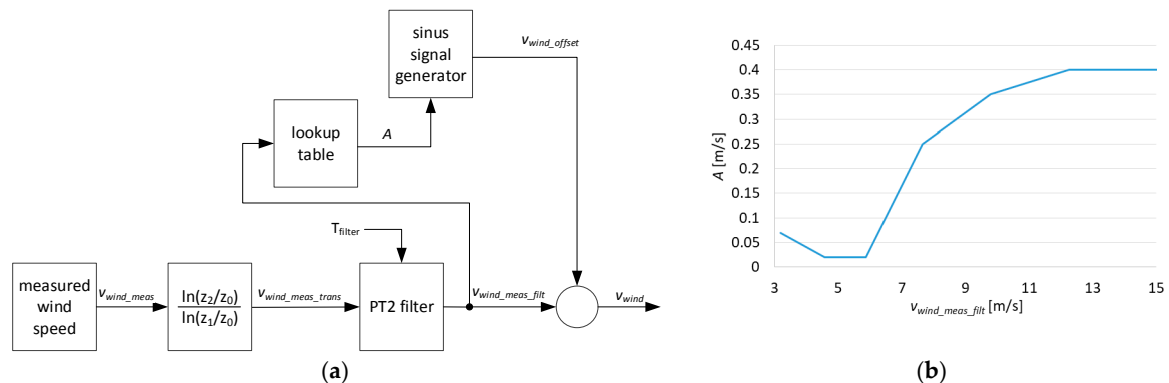 sinus
signal
generator
v_wind_offset
lookup
table
A
T_filter
measured
wind
speed
v_wind_meas
ln(z₂/z₀)
ln(z₁/z₀)
v_wind_meas_trans
PT2 filter
v_wind_meas_filt
v_wind
(a)
0.45
0.4
0.35
0.3
0.25
0.2
0.15
0.1
0.05
0
A [m/s]
3 5 7 9 11 13 15
v_wind_meas_filt [m/s]
(b)